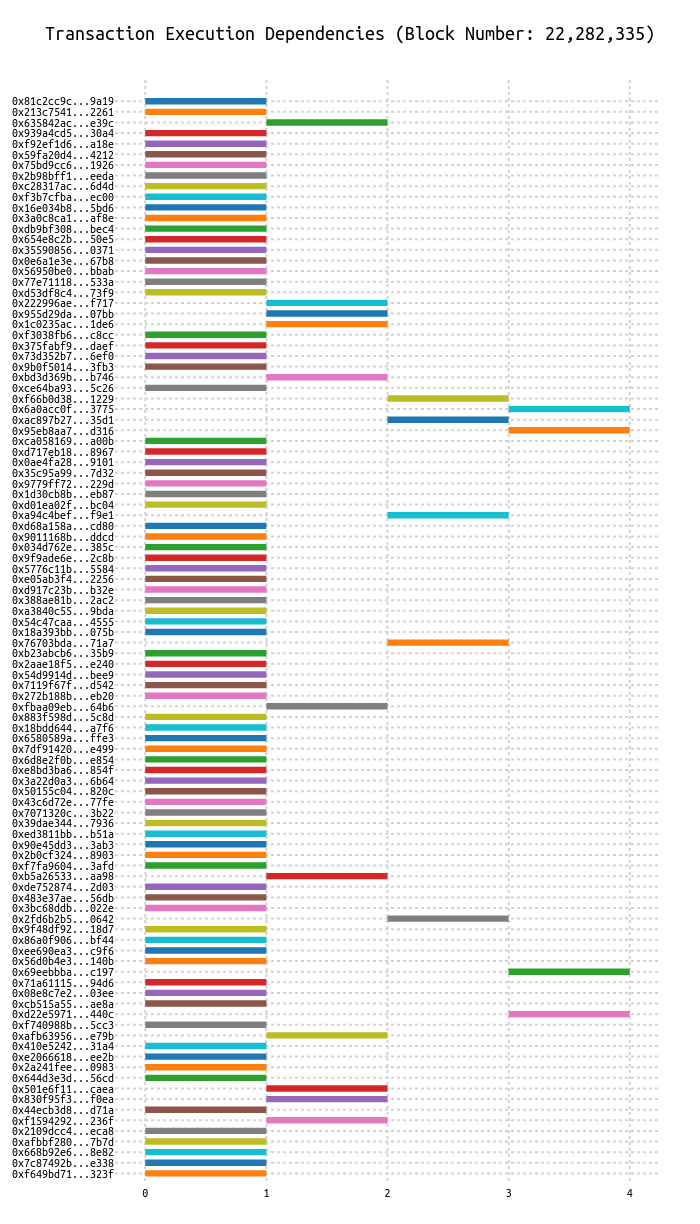 Transaction Execution Dependencies (Block Number: 22,282,335)
0x81c2cc9c...9a19
0x213c7541...2261
0x635842ac...e39c
0x939a4cd5...30a4
0xf92ef1d6...a18e
0x59fa20d4...4212
0x75bd9cc6...1926
0x2b98bff1...eeda
0xc28317ac...6d4d
0xf3b7cfba...ec00
0x16e034b8...5bd6
0x3a0c8ca1...af8e
0xdb9bf308...bec4
0x654e8c2b...50e5
0x35590856...0371
0x0e6a1e3e...67b8
0x56950be0...bbab
0x77e71118...533a
0xd53df8c4...73f9
0x222996ae...f717
0x955d29da...07bb
0x1c0235ac...1de6
0xf3038fb6...c8cc
0x375fabf9...daef
0x73d352b7...6ef0
0x9b0f5014...3fb3
0xbd3d369b...b746
0xce64ba93...5c26
0xf66b0d38...1229
0x6a0acc0f...3775
0xac897b27...35d1
0x95eb8aa7...d316
0xca058169...a00b
0xd717eb18...8967
0x0ae4fa28...9101
0x35c95a99...7d32
0x9779ff72...229d
0x1d30cb8b...eb87
0xd01ea02f...bc04
0xa94c4bef...f9e1
0xd68a158a...cd80
0x9011168b...ddcd
0x034d762e...385c
0x9f9ade6e...2c8b
0x5776c11b...5584
0xe05ab3f4...2256
0xd917c23b...b32e
0x388ae81b...2ac2
0xa3840c55...9bda
0x54c47caa...4555
0x18a393bb...075b
0x76703bda...71a7
0xb23abcb6...35b9
0x2aae18f5...e240
0x54d9914d...bee9
0x7119f67f...d542
0x272b188b...eb20
0xfbaa09eb...64b6
0x883f598d...5c8d
0x18bdd644...a7f6
0x6580589a...ffe3
0x7df91420...e499
0x6d8e2f0b...e854
0xe8bd3ba6...854f
0x3a22d0a3...6b64
0x50155c04...820c
0x43c6d72e...77fe
0x7071320c...3b22
0x39dae344...7936
0xed3811bb...b51a
0x90e45dd3...3ab3
0x2b0cf324...8903
0xf7fa9604...3afd
0xb5a26533...aa98
0xde752874...2d03
0x483e37ae...56db
0x3bc68ddb...022e
0x2fd6b2b5...0642
0x9f48df92...18d7
0x86a0f906...bf44
0xee690ea3...c9f6
0x56d0b4e3...140b
0x69eebbba...c197
0x71a61115...94d6
0x08e8c7e2...03ee
0xcb515a55...ae8a
0xd22e5971...440c
0xf740988b...5cc3
0xafb63956...e79b
0x410e5242...31a4
0xe2066618...ee2b
0x2a241fee...0983
0x644d3e3d...56cd
0x501e6f11...caea
0x830f95f3...f0ea
0x44ecb3d8...d71a
0xf1594292...236f
0x2109dcc4...eca8
0xafbbf280...7b7d
0x668b92e6...8e82
0x7c87492b...e338
0xf649bd71...323f
0 1 2 3 4